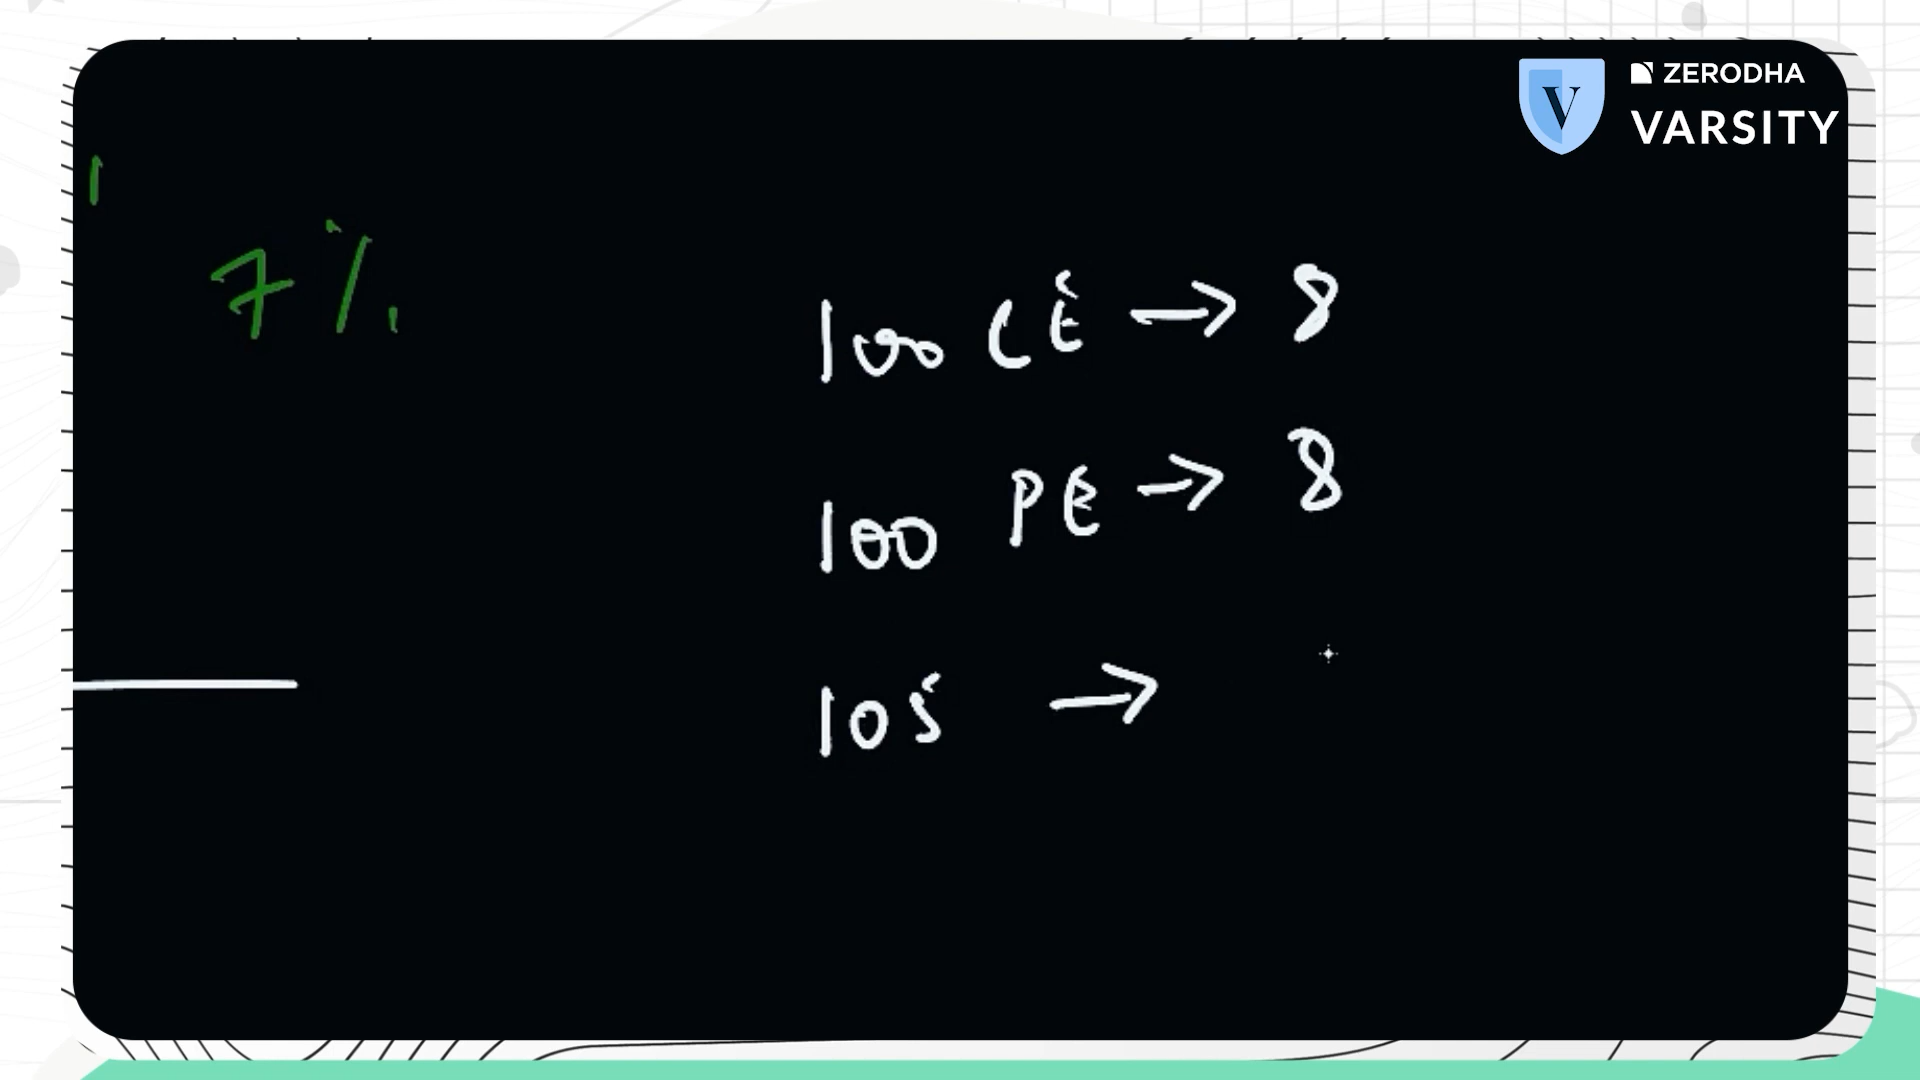 V ZERODHA
VARSITY
7%
100 CE → 8
100 PE → 8
105 →